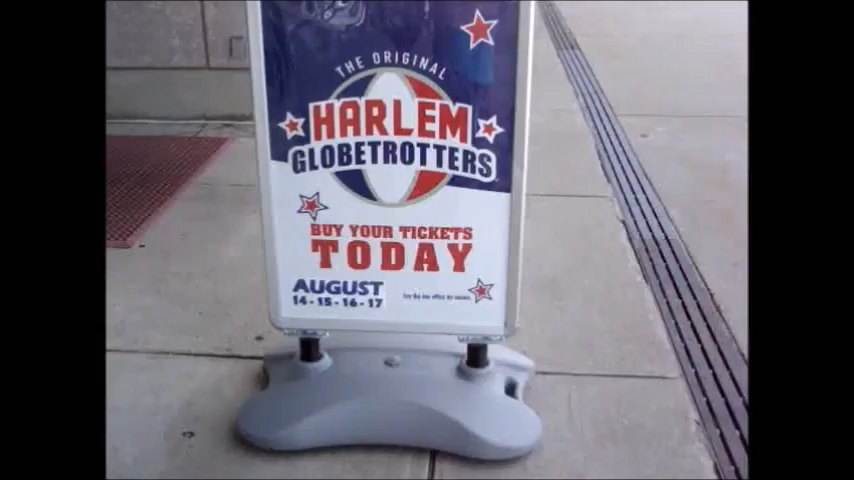 THE ORIGINAL
HARLEM
GLOBETROTTERS
BUY YOUR TICKETS
TODAY
AUGUST
14-15-16-17